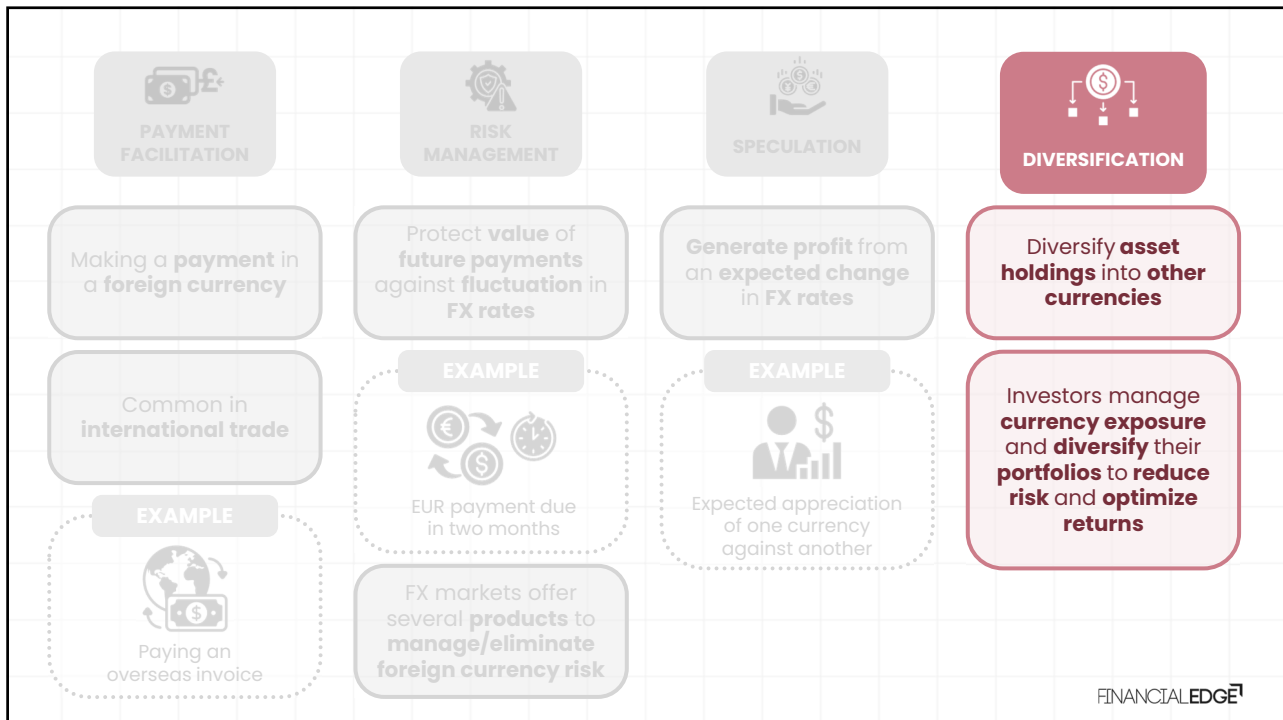 PAYMENT
FACILITATION
Making a payment in
a foreign currency
Common in
international trade
EXAMPLE
Paying an
overseas invoice
RISK
MANAGEMENT
Protect value of
future payments
against fluctuation in
FX rates
EXAMPLE
EUR payment due
in two months
FX markets offer
several products to
manage/eliminate
foreign currency risk
SPECULATION
Generate profit from
an expected change
in FX rates
EXAMPLE
Expected appreciation
of one currency
against another
DIVERSIFICATION
Diversify asset
holdings into other
currencies
Investors manage
currency exposure
and diversify their
portfolios to reduce
risk and optimize
returns
FINANCIALEDGE